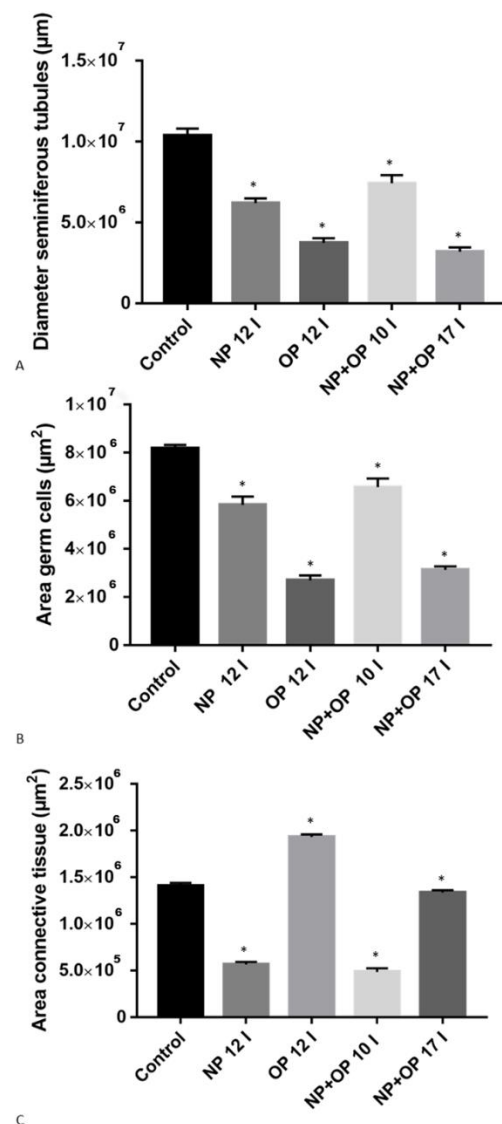 Diameter seminiferous tubules (µm)
1.5×10⁷
1.0×10⁷
5.0×10⁶
0
*
*
*
*
Control
NP 12 I
OP 12 I
NP+OP 10 I
NP+OP 17 I
A
Area germ cells (µm²)
1×10⁷
8×10⁶
6×10⁶
4×10⁶
2×10⁶
0
*
*
*
*
Control
NP 12 I
OP 12 I
NP+OP 10 I
NP+OP 17 I
B
Area connective tissue (µm²)
2.5×10⁶
2.0×10⁶
1.5×10⁶
1.0×10⁶
5.0×10⁵
0
*
*
*
*
Control
NP 12 I
OP 12 I
NP+OP 10 I
NP+OP 17 I
C